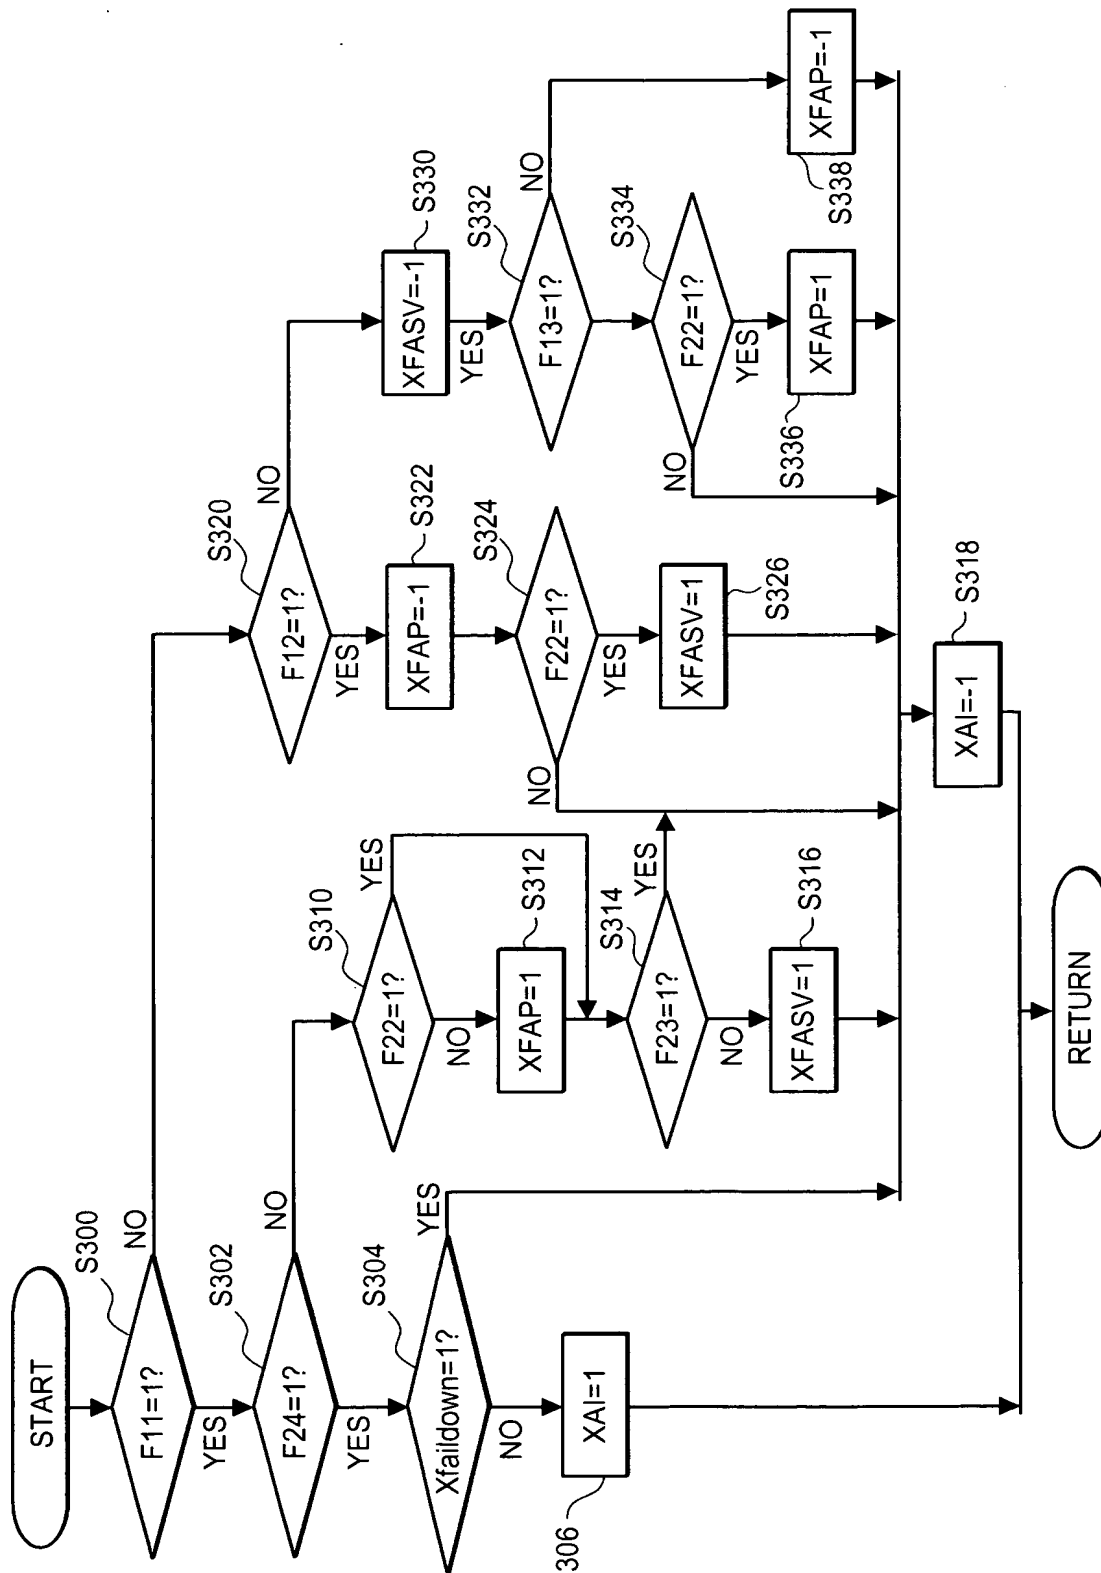 START
S300
F11=1?
NO
YES
S302
F24=1?
NO
YES
S304
Xfaildown=1?
YES
NO
306
XAI=1
S310
F22=1?
YES
NO
S312
XFAP=1
S314
F23=1?
YES
NO
S316
XFASV=1
S320
F12=1?
NO
YES
S322
XFAP=-1
S324
F22=1?
NO
YES
S326
XFASV=1
S330
XFASV=-1
S332
F13=1?
NO
YES
S334
F22=1?
NO
YES
S336
XFAP=1
S338
XFAP=-1
S318
XAI=-1
RETURN